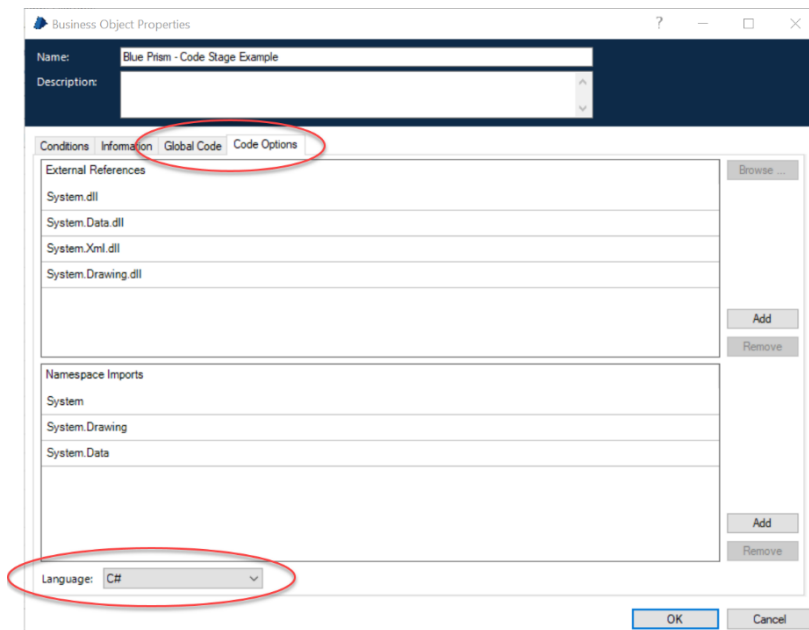 Business Object Properties
?
Name: Blue Prism - Code Stage Example
Description:
Conditions Information Global Code Code Options
External References
Browse ...
System.dll
System.Data.dll
System.Xml.dll
System.Drawing.dll
Add
Remove
Namespace Imports
System
System.Drawing
System.Data
Add
Remove
Language: C#
OK Cancel